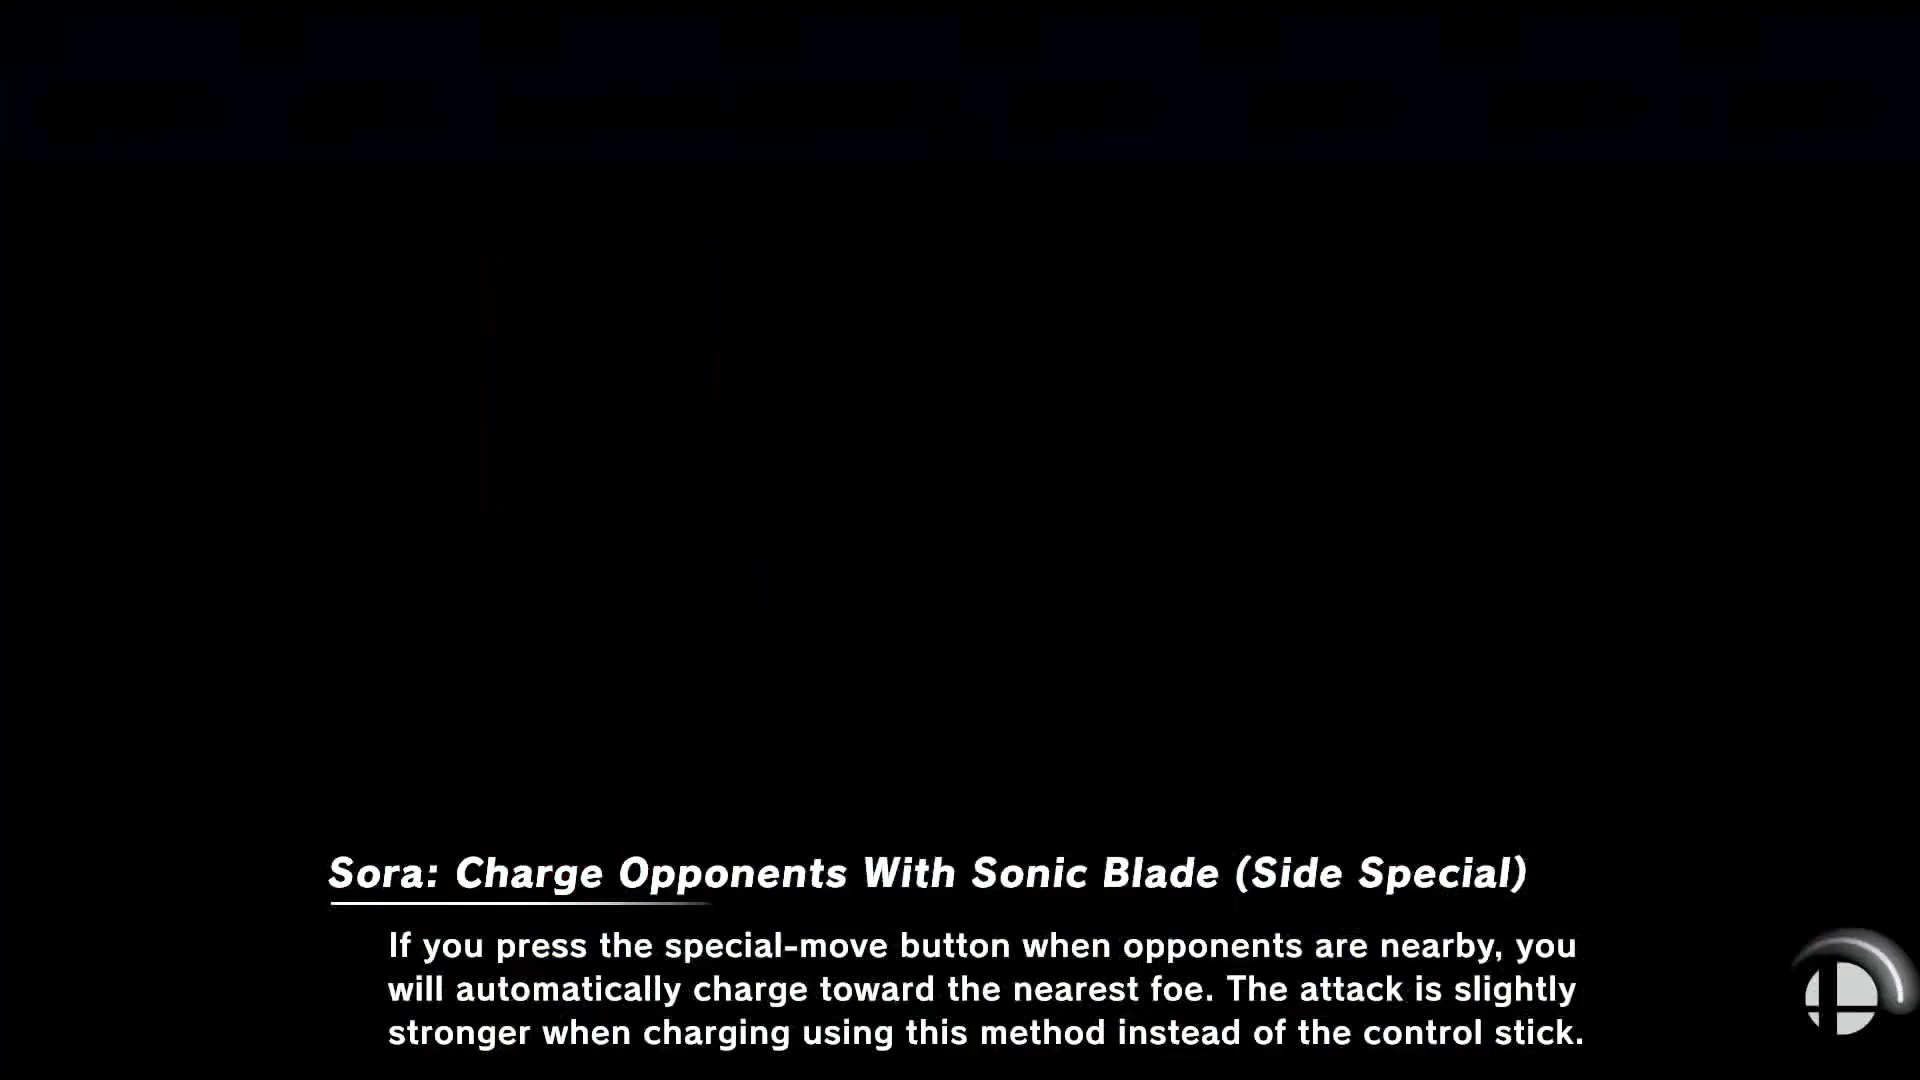 Sora: Charge Opponents With Sonic Blade (Side Special)
If you press the special-move button when opponents are nearby, you
will automatically charge toward the nearest foe. The attack is slightly
stronger when charging using this method instead of the control stick.